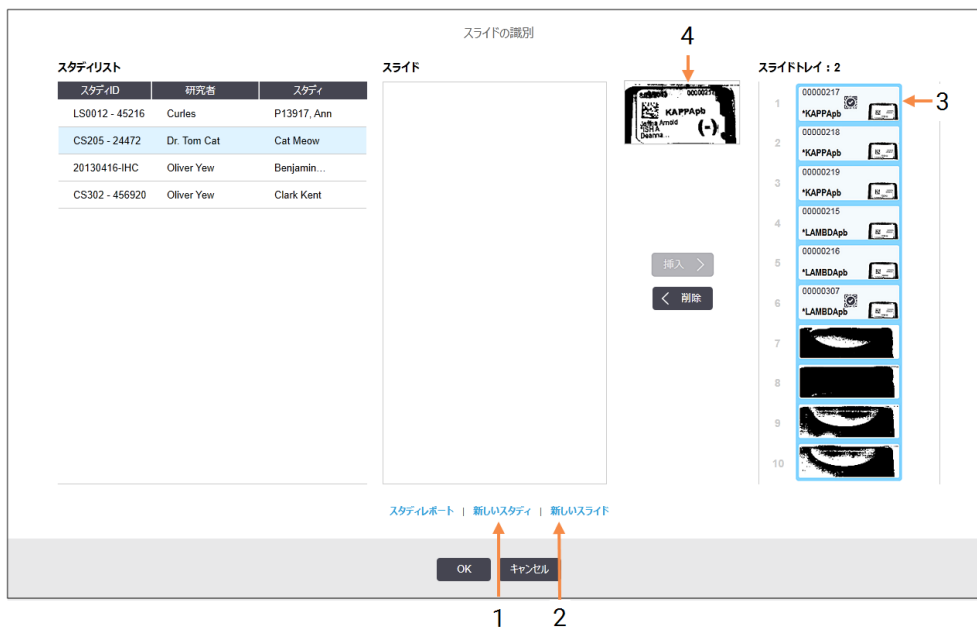 スライドの識別
4
スタディリスト
スライド
スライドトレイ : 2
スタディID 研究者 スタディ
LS0012 - 45216 Curles P13917, Ann
CS205 - 24472 Dr. Tom Cat Cat Meow
20130416-IHC Oliver Yew Benjamin...
CS302 - 456920 Oliver Yew Clark Kent
00000217
KAPPApb
Arnold
*ISH A
Deanna...
(-)
挿入 >
< 削除
1 00000217 *KAPPApb
3
2 00000218 *KAPPApb
3 00000219 *KAPPApb
4 00000215 *LAMBDApb
5 00000216 *LAMBDApb
6 00000307 *LAMBDApb
7
8
9
10
スタディレポート | 新しいスタディ | 新しいスライド
OK キャンセル
1 2